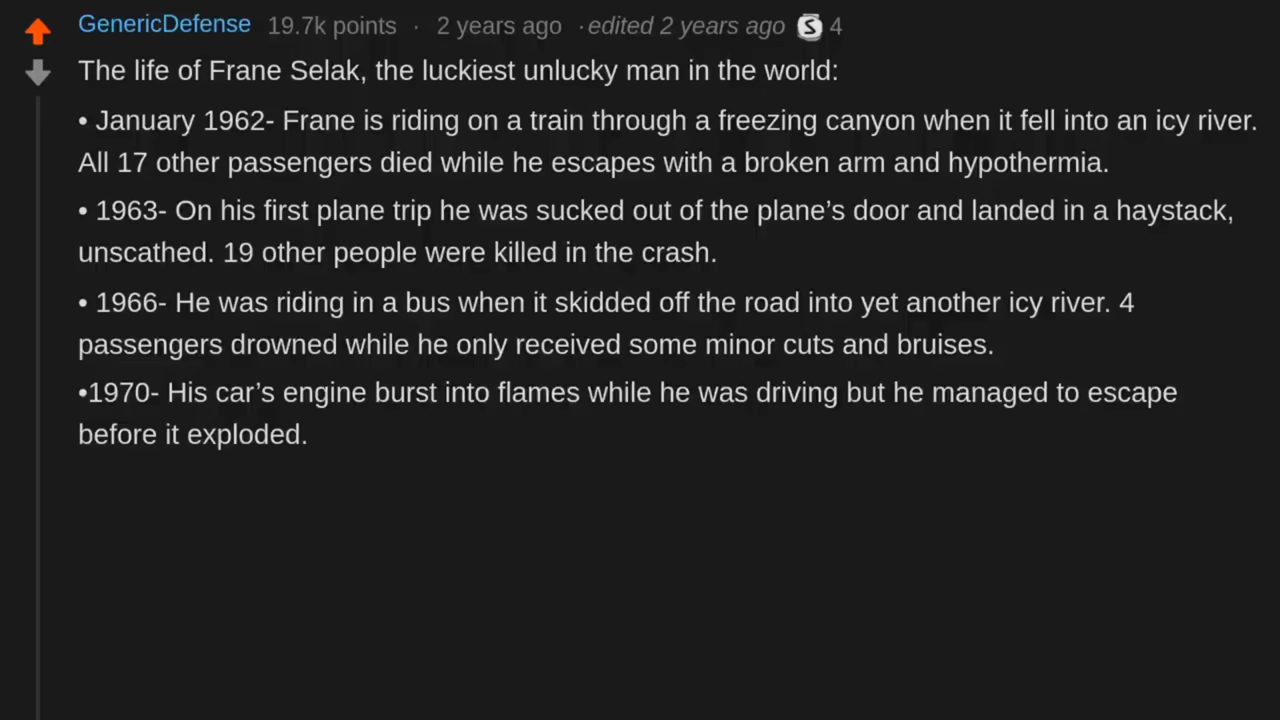 GenericDefense 19.7k points · 2 years ago · edited 2 years ago S 4
The life of Frane Selak, the luckiest unlucky man in the world:
• January 1962- Frane is riding on a train through a freezing canyon when it fell into an icy river.
All 17 other passengers died while he escapes with a broken arm and hypothermia.
• 1963- On his first plane trip he was sucked out of the plane’s door and landed in a haystack,
unscathed. 19 other people were killed in the crash.
• 1966- He was riding in a bus when it skidded off the road into yet another icy river. 4
passengers drowned while he only received some minor cuts and bruises.
•1970- His car’s engine burst into flames while he was driving but he managed to escape
before it exploded.